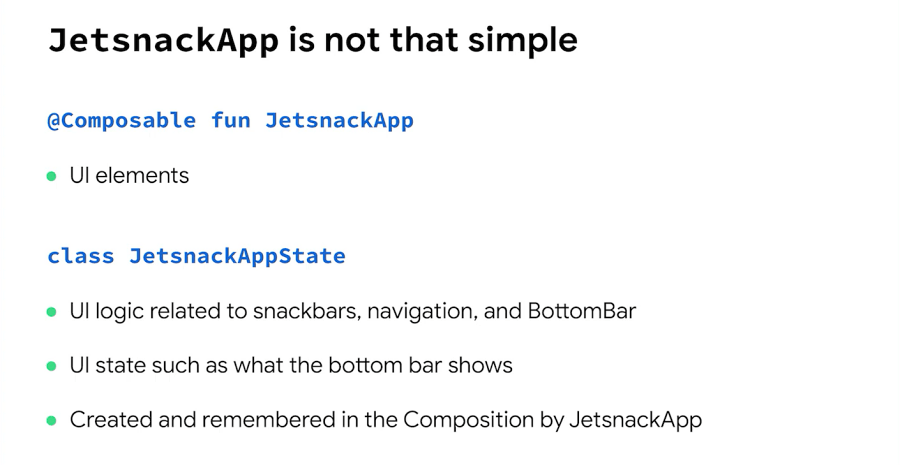 JetsnackApp is not that simple
@Composable fun JetsnackApp
UI elements
class JetsnackAppState
UI logic related to snackbars, navigation, and BottomBar
UI state such as what the bottom bar shows
Created and remembered in the Composition by JetsnackApp